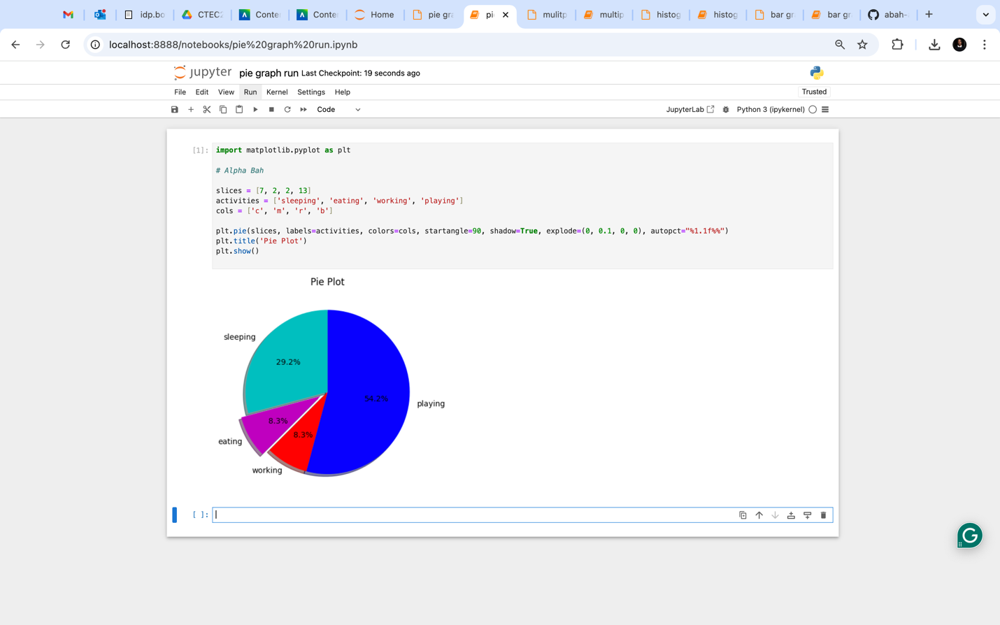 idp.bo
CTEC2
Conte
Conte
Home
pie gra
pi
mulitp
multip
histog
histog
bar gr
bar gr
abah-
localhost:8888/notebooks/pie%20graph%20run.ipynb
jupyter pie graph run Last Checkpoint: 19 seconds ago
File Edit View Run Kernel Settings Help Trusted
Code JupyterLab Python 3 (ipykernel)
[1]: import matplotlib.pyplot as plt
# Alpha Bah
slices = [7, 2, 2, 13]
activities = ['sleeping', 'eating', 'working', 'playing']
cols = ['c', 'm', 'r', 'b']
plt.pie(slices, labels=activities, colors=cols, startangle=90, shadow=True, explode=(0, 0.1, 0, 0), autopct="%1.1f%%")
plt.title('Pie Plot')
plt.show()
Pie Plot
sleeping
29.2%
54.2%
playing
8.3%
8.3%
eating
working
[ ]: